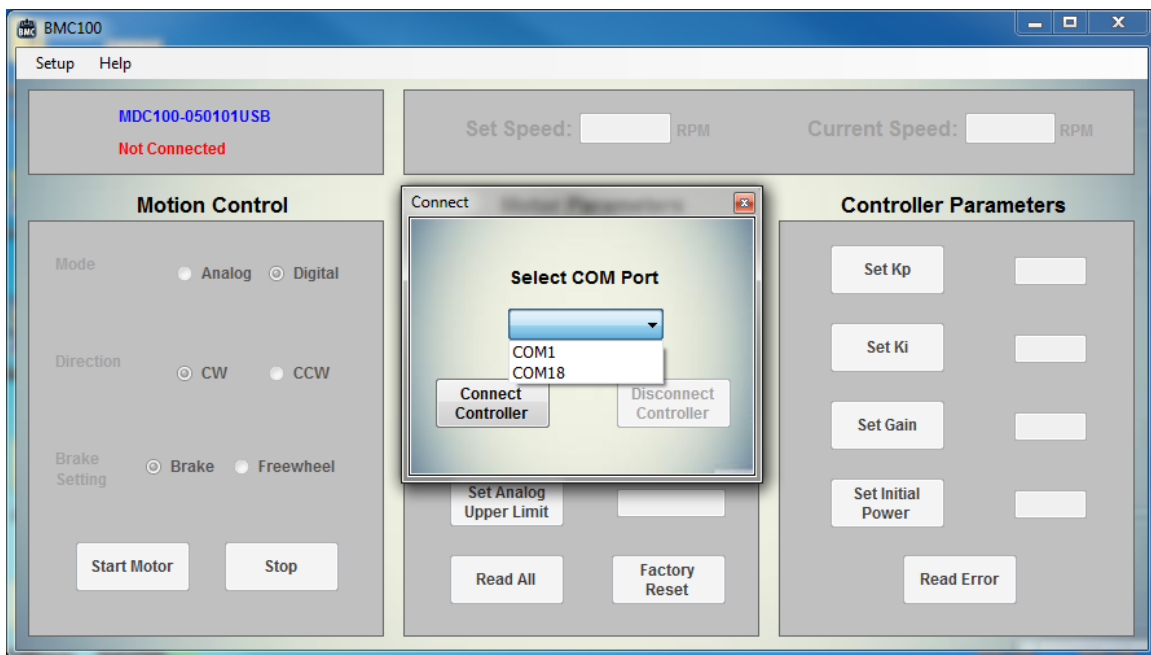 BMC100
Setup Help
MDC100-050101USB
Not Connected
Set Speed: RPM
Current Speed: RPM
Motion Control
Mode
Analog Digital
Direction
CW CCW
Brake
Setting
Brake Freewheel
Start Motor
Stop
Motor Parameters
Connect
Select COM Port
COM1
COM18
Connect
Controller
Disconnect
Controller
Set Analog
Upper Limit
Read All
Factory
Reset
Controller Parameters
Set Kp
Set Ki
Set Gain
Set Initial
Power
Read Error